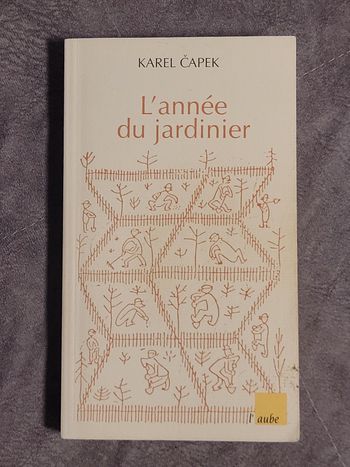 KAREL ČAPEK
L'année
du jardinier
l'aube